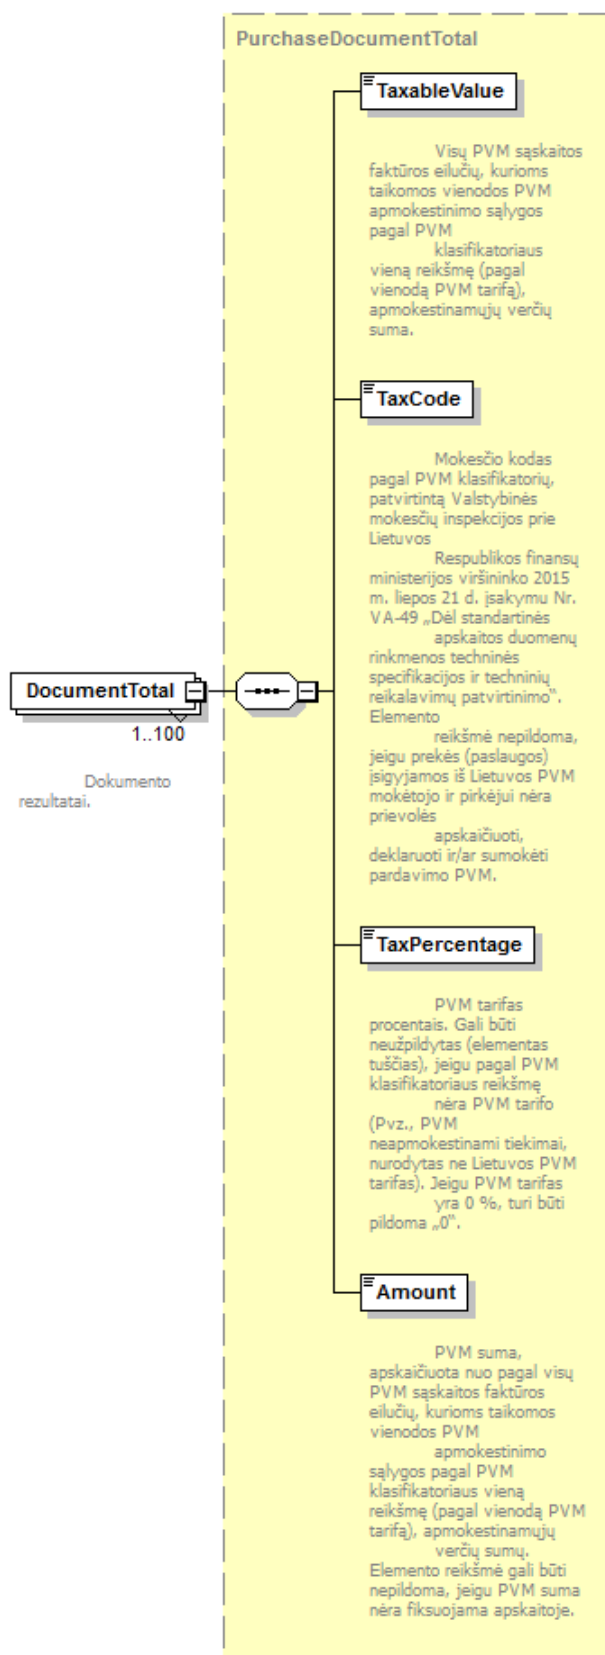 PurchaseDocumentTotal
TaxableValue
Visų PVM sąskaitos
faktūros eilučių, kurioms
taikomos vienodos PVM
apmokestinimo sąlygos
pagal PVM
klasifikatoriaus
vieną reikšmę (pagal
vienodą PVM tarifą),
apmokestinamųjų verčių
suma.
TaxCode
Mokesčio kodas
pagal PVM klasifikatorių,
patvirtintą Valstybinės
mokesčių inspekcijos prie
Lietuvos
Respublikos finansų
ministerijos viršininko 2015
m. liepos 21 d. įsakymu Nr.
VA-49 „Dėl standartinės
apskaitos duomenų
rinkmenos techninės
specifikacijos ir techninių
reikalavimų patvirtinimo“.
Elemento
reikšmė nepildoma,
jeigu prekės (paslaugos)
įsigyjamos iš Lietuvos PVM
mokėtojo ir pirkėjui nėra
prievolės
apskaičiuoti,
deklaruoti ir/ar sumokėti
pardavimo PVM.
DocumentTotal
1..100
Dokumento
rezultatai.
TaxPercentage
PVM tarifas
procentais. Gali būti
neužpildytas (elementas
tuščias), jeigu pagal PVM
klasifikatoriaus reikšmę
nėra PVM tarifo
(Pvz., PVM
neapmokestinami tiekimai,
nurodytas ne Lietuvos PVM
tarifas). Jeigu PVM tarifas
yra 0 %, turi būti
pildoma „0“.
Amount
PVM suma,
apskaičiuota nuo pagal visų
PVM sąskaitos faktūros
eilučių, kurioms taikomos
vienodos PVM
apmokestinimo
sąlygos pagal PVM
klasifikatoriaus vieną
reikšmę (pagal vienodą PVM
tarifą), apmokestinamųjų
verčių sumų.
Elemento reikšmė gali būti
nepildoma, jeigu PVM suma
nėra fiksuojama apskaitoje.